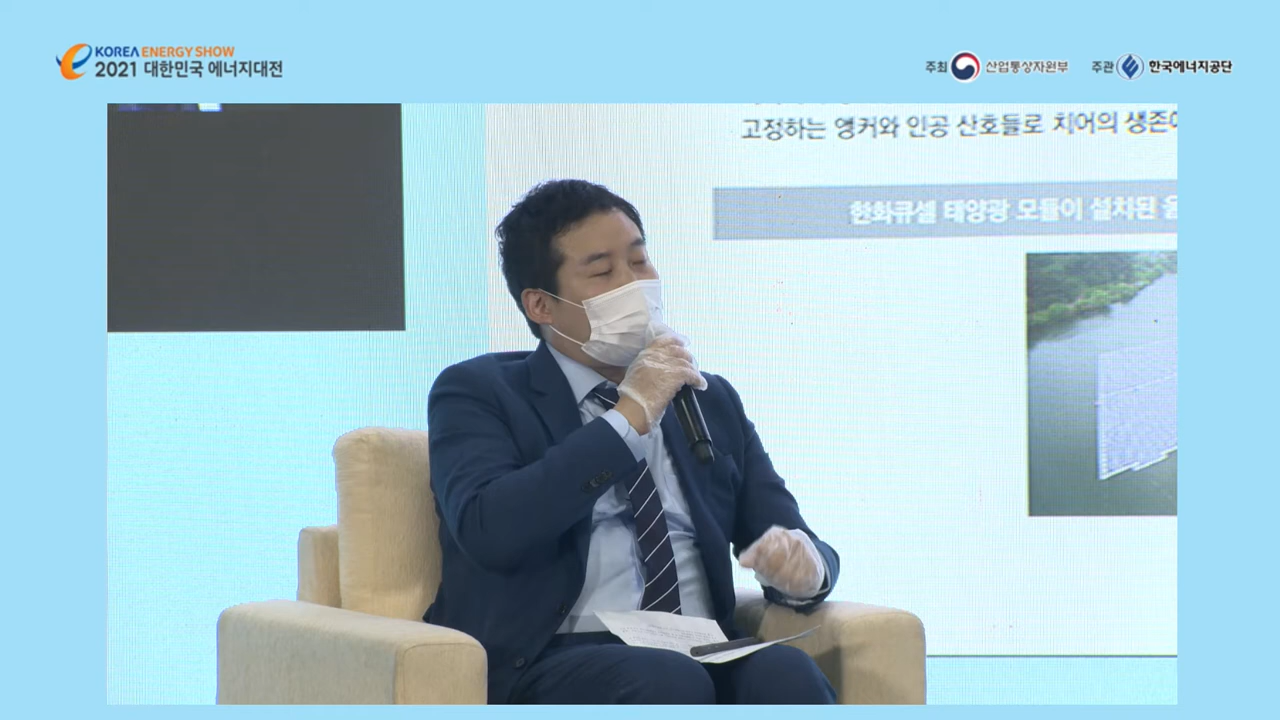 KOREA ENERGY SHOW
2021 대한민국 에너지대전
주최 산업통상자원부 주관 한국에너지공단
고정하는 앵커와 인공 산호들로 치어의 생존에
한화큐셀 태양광 모듈이 설치된